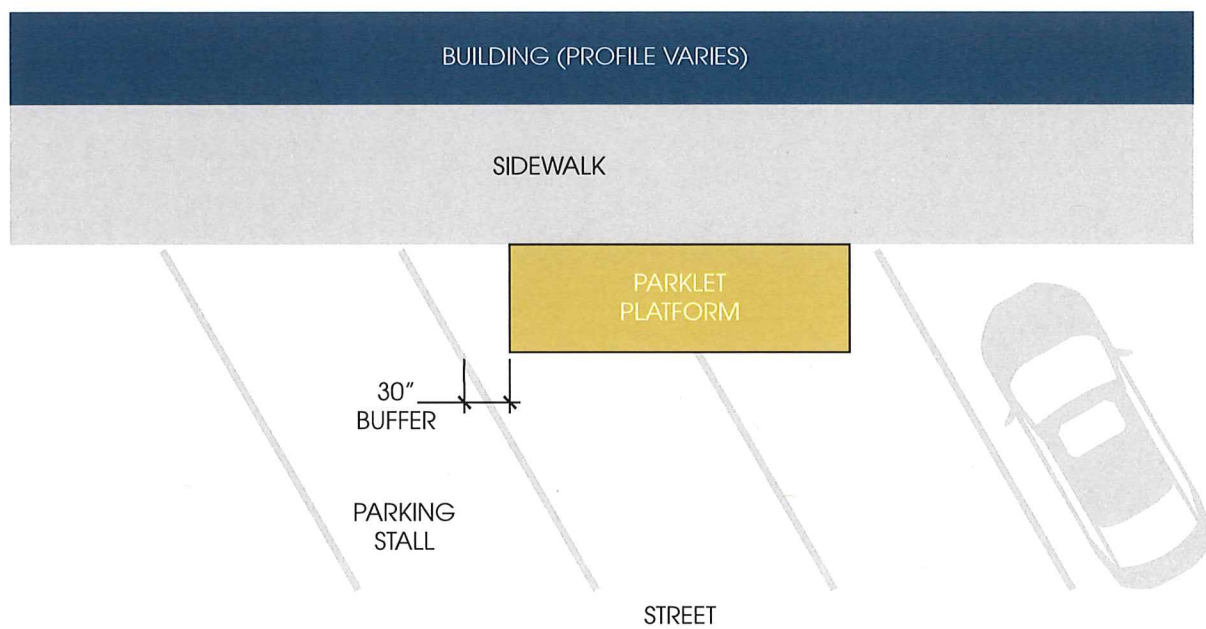 BUILDING (PROFILE VARIES)
SIDEWALK
PARKLET
PLATFORM
30"
BUFFER
PARKING
STALL
STREET